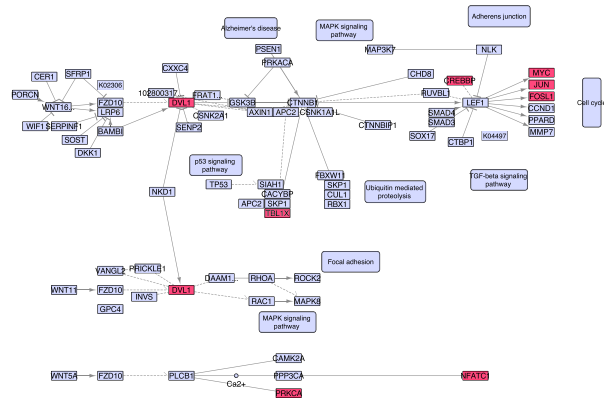 Alzheimer's disease
MAPK signaling
pathway
Adherens junction
PSEN1
PRKACA
MAP3K7
NLK
CXXC4
CER1
SFRP1
K02306
CHD8
CREBBP
MYC
JUN
FOSL1
CCND1
PPARD
MMP7
Cell cycle
PORCN
WNT16...
FZD10
LRP6
102800317...
FRAT1...
DVL1
GSK3B
CTNNB1
RUVBL1
LEF1
WIF1
SERPINF1
BAMBI
CSNK2A1
AXIN1
APC2
CSNK1A1L
SMAD4
SMAD3
SENP2
CTNNBIP1
SOX17
CTBP1
K04497
SOST
DKK1
p53 signaling
pathway
TP53
SIAH1
CACYBP
APC2
SKP1
TBL1X
FBXW11
SKP1
CUL1
RBX1
Ubiquitin mediated
proteolysis
TGF-beta signaling
pathway
NKD1
Focal adhesion
VANGL2
PRICKLE1
DAAM1...
RHOA
ROCK2
WNT11
FZD10
INVS
DVL1
RAC1
MAPK8
GPC4
MAPK signaling
pathway
CAMK2A
WNT5A
FZD10
PLCB1
Ca2+
PPP3CA
NFATC1
PRKCA